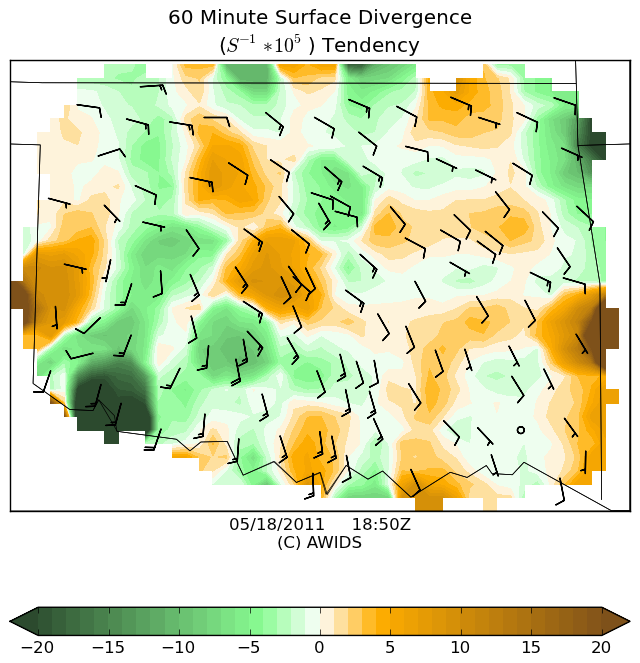 60 Minute Surface Divergence
(S⁻¹ * 10⁵ ) Tendency
05/18/2011 18:50Z
(C) AWIDS
−20 −15 −10 −5 0 5 10 15 20